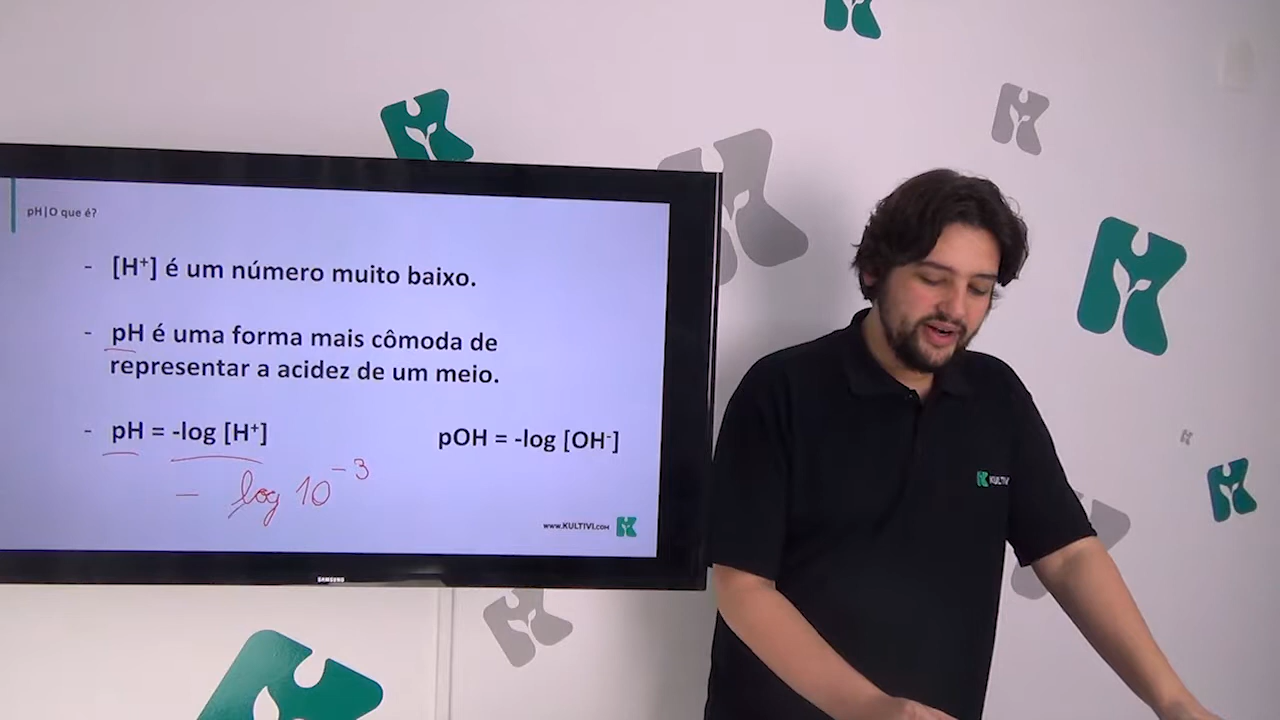 pH|O que é?
- [H⁺] é um número muito baixo.
- pH é uma forma mais cômoda de
representar a acidez de um meio.
- pH = -log [H⁺]
pOH = -log [OH⁻]
- log 10⁻³
www.KULTIVI.COM
SAMSUNG
KULTIVI